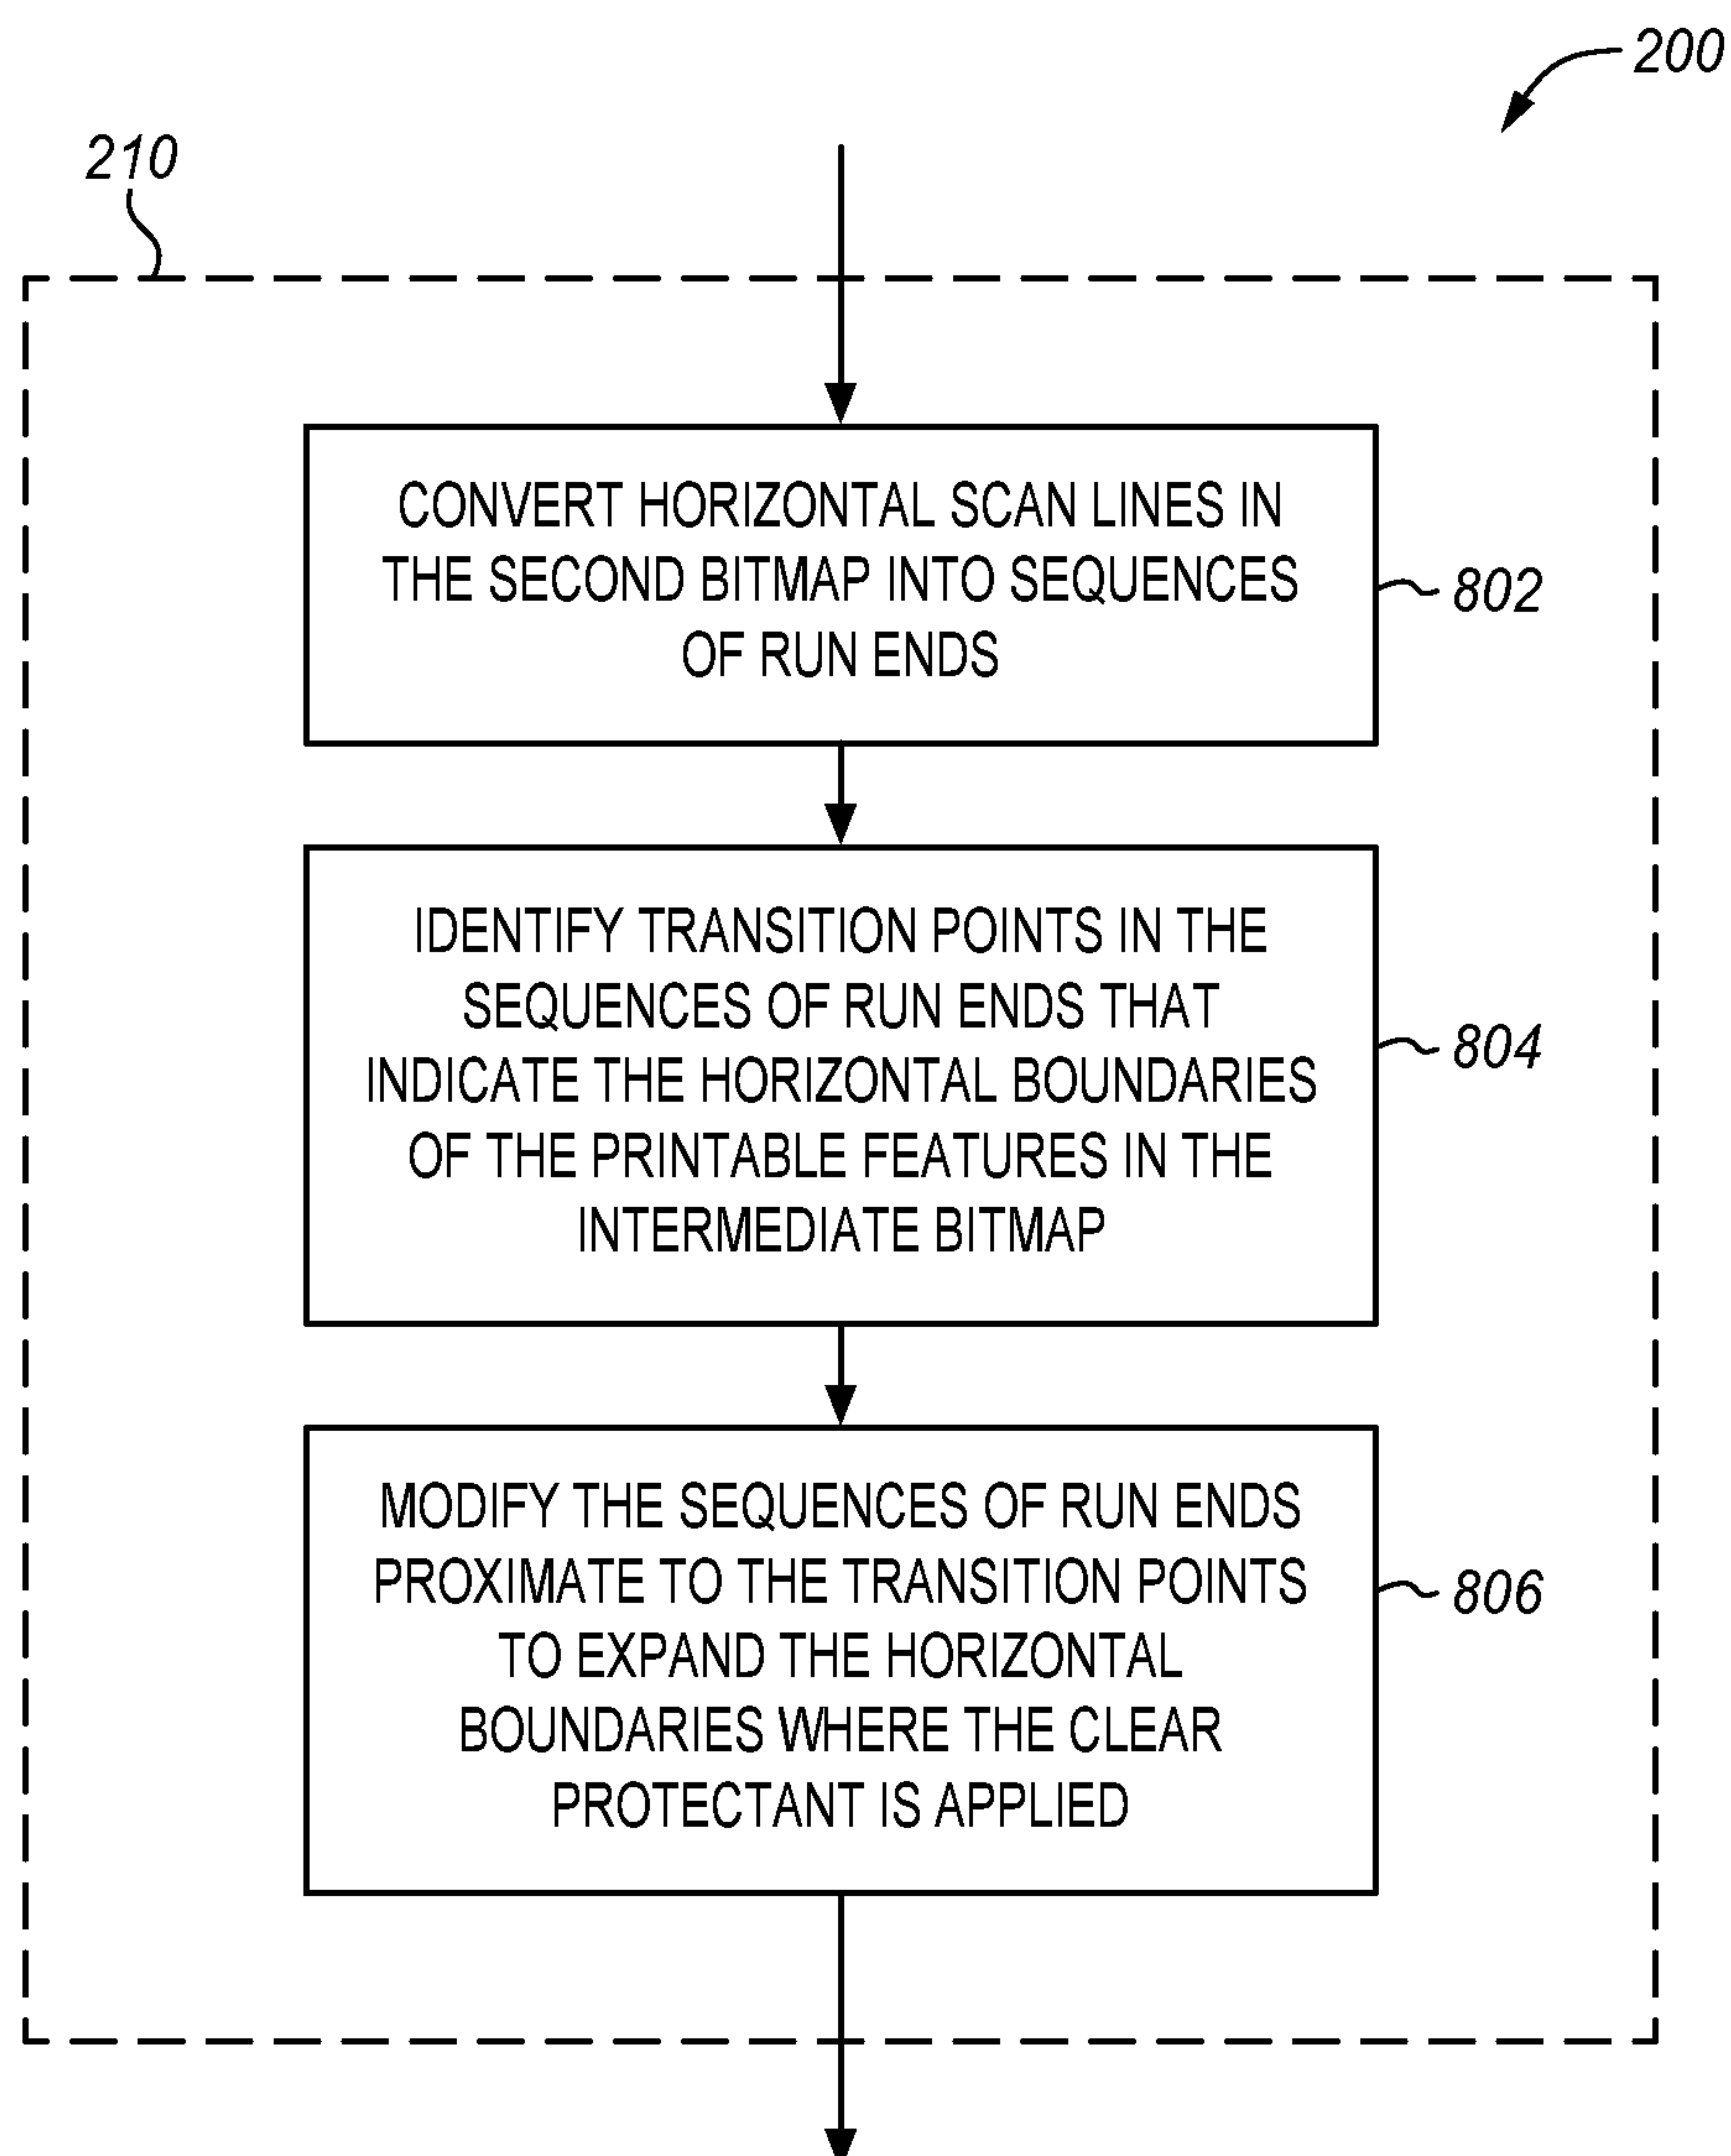 200
210
CONVERT HORIZONTAL SCAN LINES IN
THE SECOND BITMAP INTO SEQUENCES
OF RUN ENDS
802
IDENTIFY TRANSITION POINTS IN THE
SEQUENCES OF RUN ENDS THAT
INDICATE THE HORIZONTAL BOUNDARIES
OF THE PRINTABLE FEATURES IN THE
INTERMEDIATE BITMAP
804
MODIFY THE SEQUENCES OF RUN ENDS
PROXIMATE TO THE TRANSITION POINTS
TO EXPAND THE HORIZONTAL
BOUNDARIES WHERE THE CLEAR
PROTECTANT IS APPLIED
806